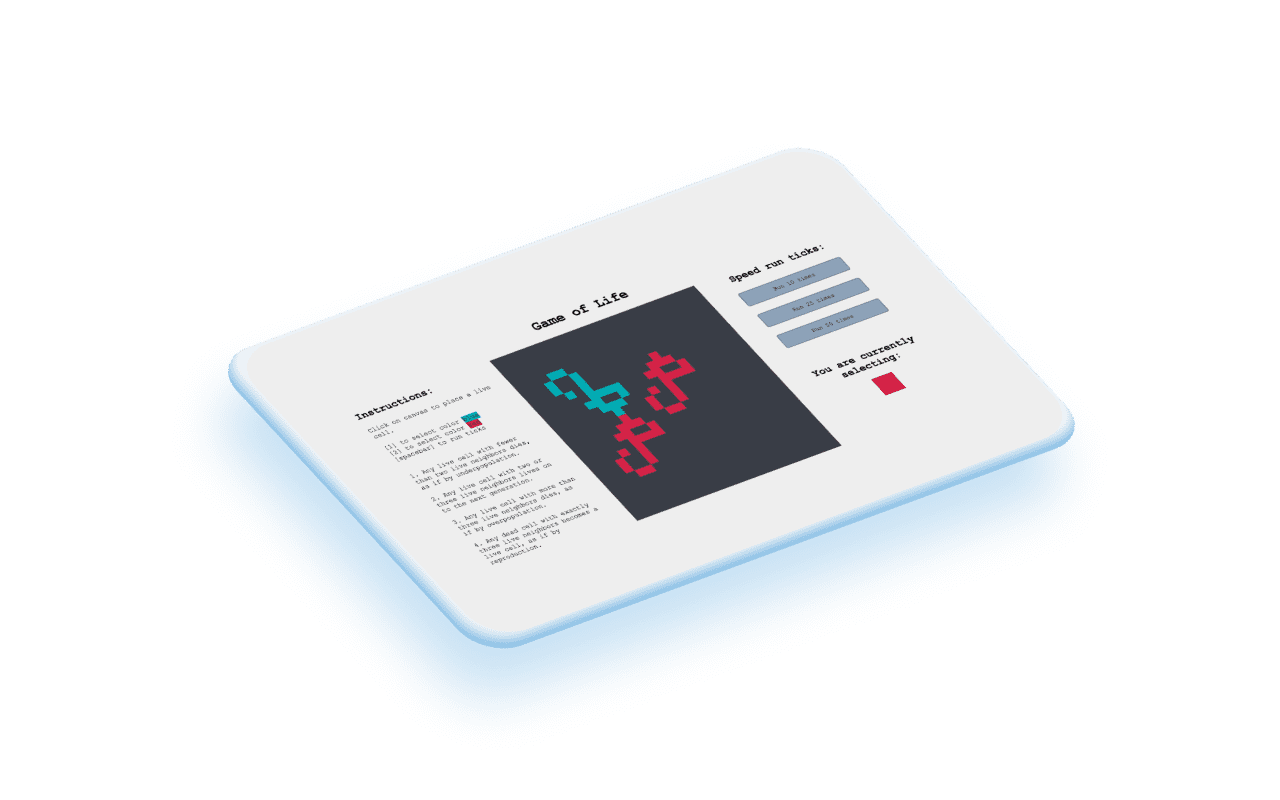 Game of Life
Instructions:
Click on canvas to place a live
cell.
[1] to select color
[2] to select color
[spacebar] to run ticks
1. Any live cell with fewer
than two live neighbors dies,
as if by underpopulation.
2. Any live cell with two or
three live neighbors lives on
to the next generation.
3. Any live cell with more than
three live neighbors dies, as
if by overpopulation.
4. Any dead cell with exactly
three live neighbors becomes a
live cell, as if by
reproduction.
Speed run ticks:
Run 10 times
Run 25 times
Run 50 times
You are currently
selecting: